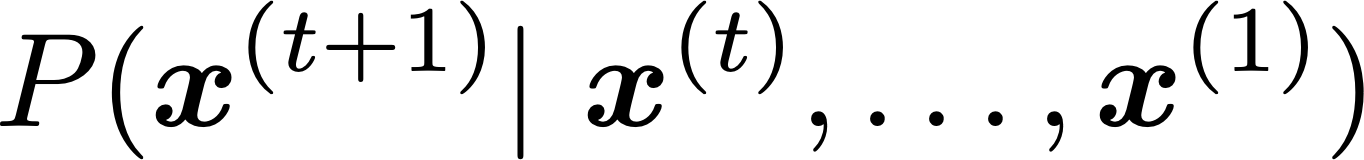 P(𝒙^{(t+1)} | 𝒙^{(t)}, . . . , 𝒙^{(1)})